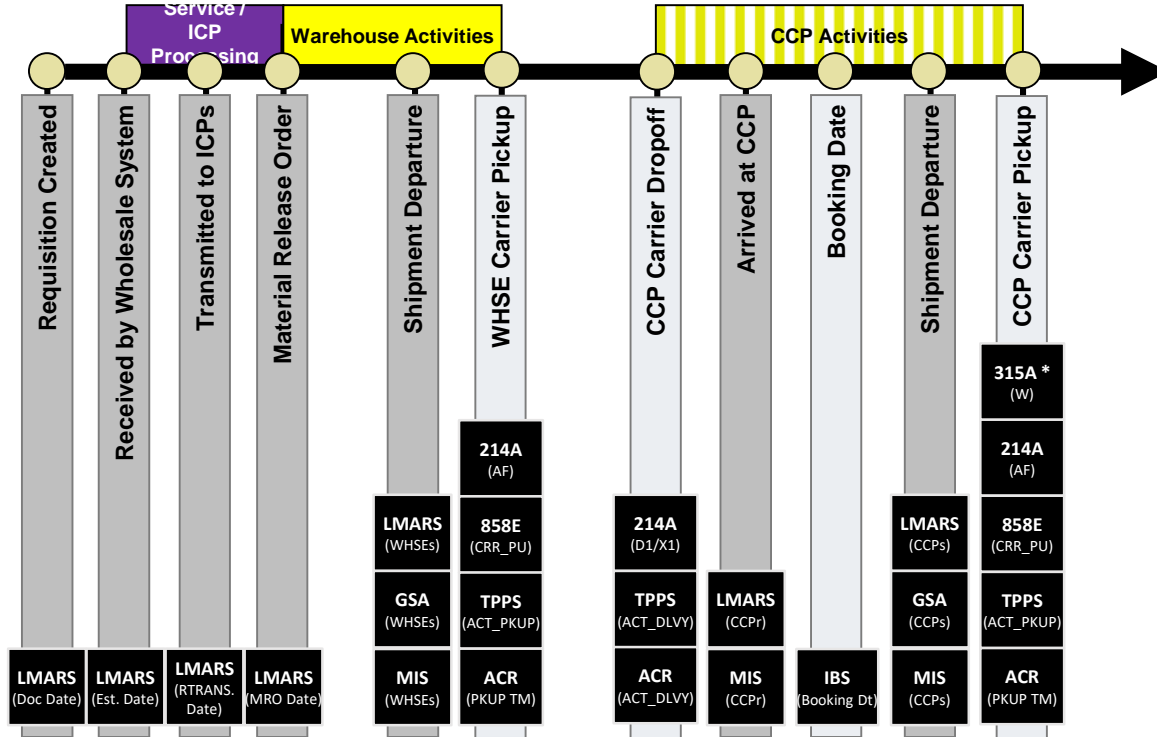 Service /
ICP
Processing
Warehouse Activities
CCP Activities
Requisition Created
Received by Wholesale System
Transmitted to ICPs
Material Release Order
Shipment Departure
WHSE Carrier Pickup
CCP Carrier Dropoff
Arrived at CCP
Booking Date
Shipment Departure
CCP Carrier Pickup
LMARS
(Doc Date)
LMARS
(Est. Date)
LMARS
(RTRANS.
Date)
LMARS
(MRO Date)
LMARS
(WHSEs)
GSA
(WHSEs)
MIS
(WHSEs)
214A
(AF)
858E
(CRR_PU)
TPPS
(ACT_PKUP)
ACR
(PKUP TM)
214A
(D1/X1)
TPPS
(ACT_DLVY)
ACR
(ACT_DLVY)
LMARS
(CCPr)
MIS
(CCPr)
IBS
(Booking Dt)
LMARS
(CCPs)
GSA
(CCPs)
MIS
(CCPs)
315A *
(W)
214A
(AF)
858E
(CRR_PU)
TPPS
(ACT_PKUP)
ACR
(PKUP TM)